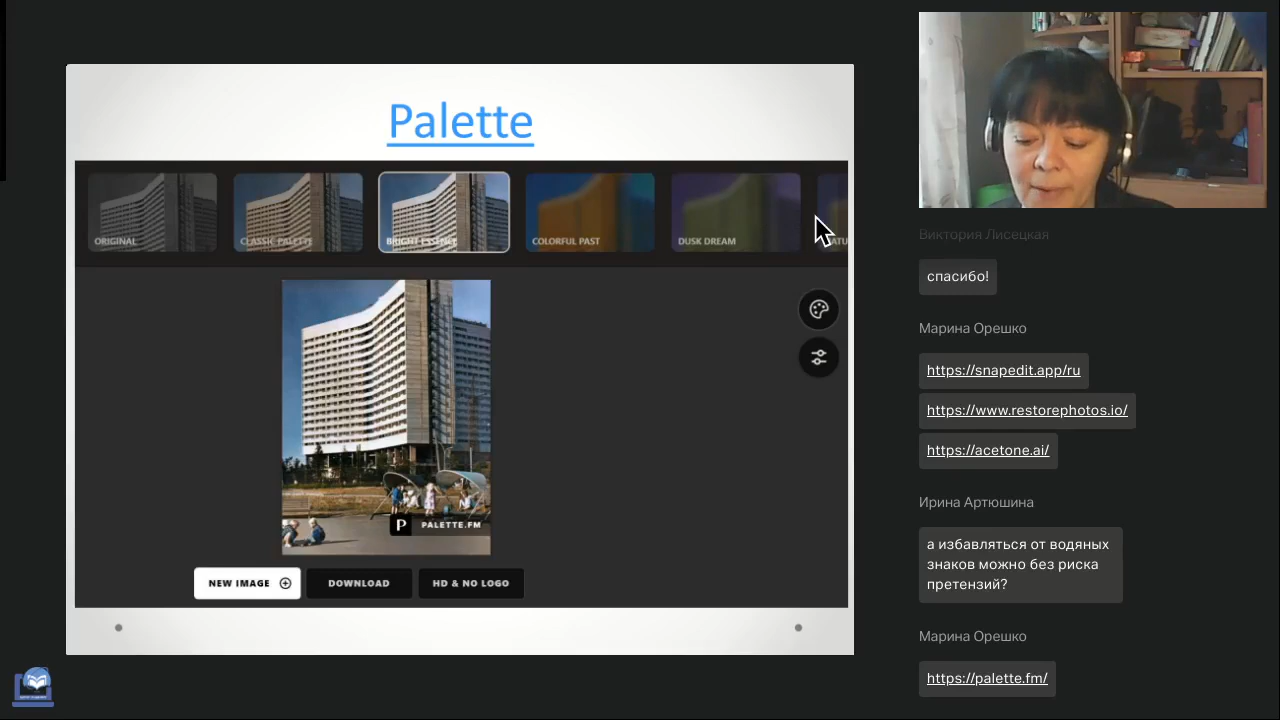 Palette
ORIGINAL
CLASSIC PALETTE
BRIGHT ESSENCE
COLORFUL PAST
DUSK DREAM
P PALETTE.FM
NEW IMAGE
DOWNLOAD
HD & NO LOGO
Виктория Лисецкая
спасибо!
Марина Орешко
https://snapedit.app/ru
https://www.restorephotos.io/
https://acetone.ai/
Ирина Артюшина
а избавляться от водяных
знаков можно без риска
претензий?
Марина Орешко
https://palette.fm/